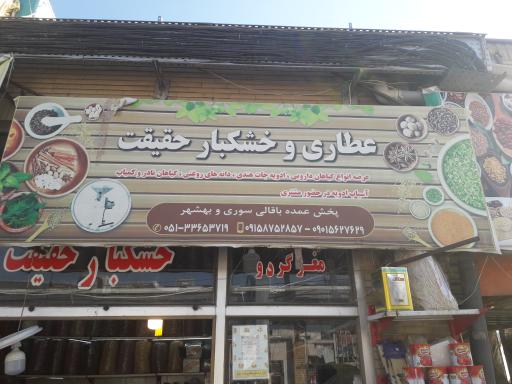 عطاری و خشکبار حقیقت
عرضه انواع گیاهان دارویی ، ادویه جات هندی ، دانه های روغنی ، گیاهان نادر و کمیاب
آسیاب ادویه در حضور مشتری
پخش عمده باقالی سوری و بهشهر
۰۹۰۱۵۶۲۷۶۲۹ - ۰۹۱۵۸۷۵۲۸۵۷ ۰۵۱-۳۳۶۵۳۷۱۹
خشکبار حقیقت
مغز گردو